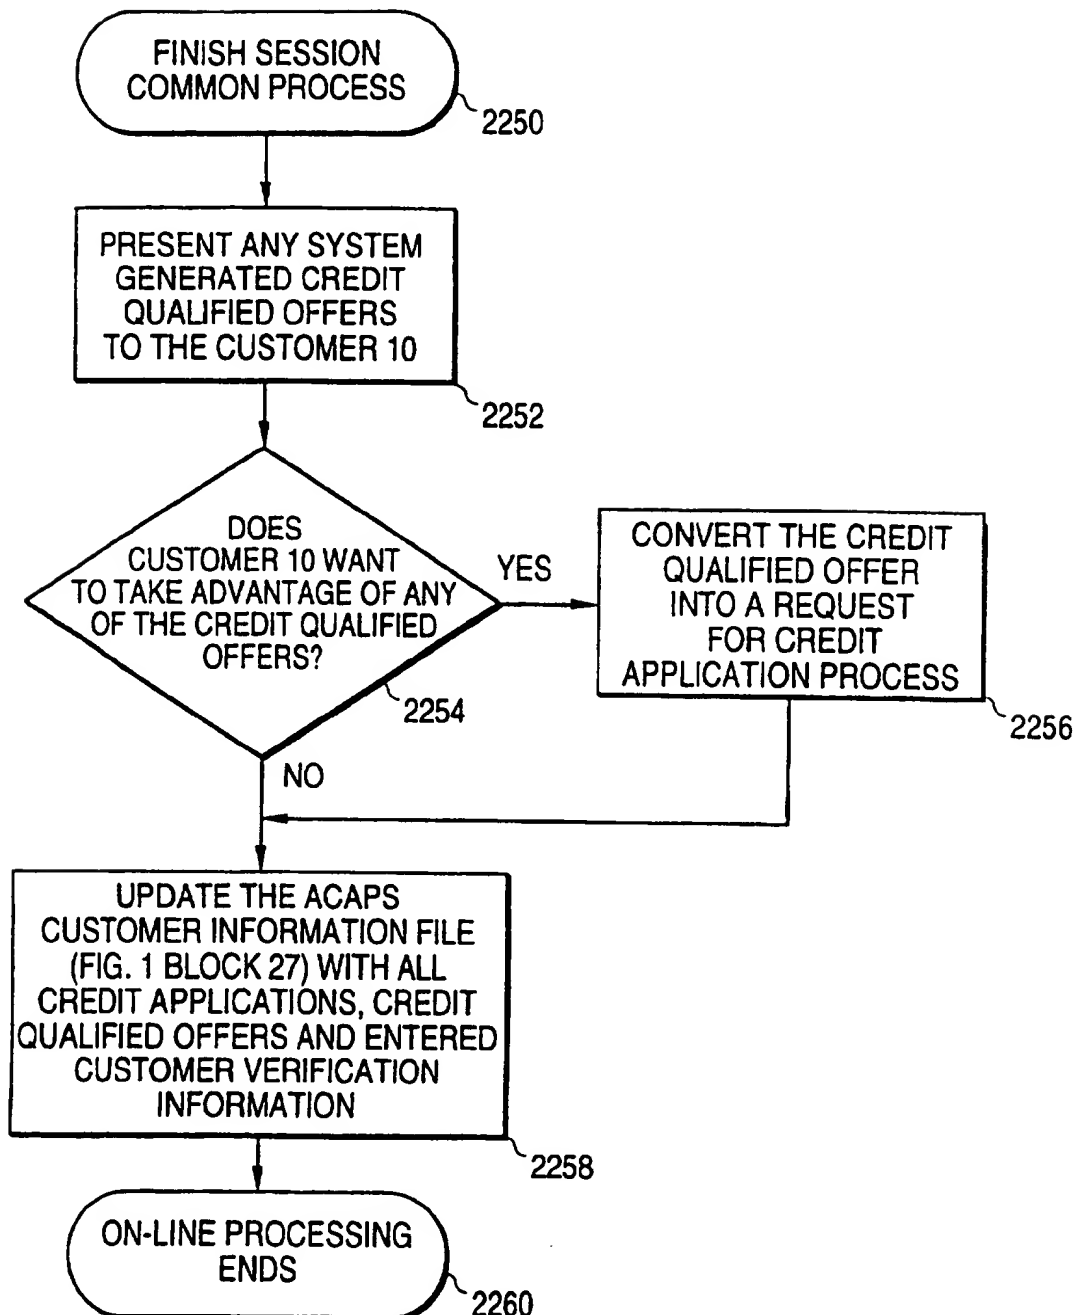 FINISH SESSION
COMMON PROCESS
2250
PRESENT ANY SYSTEM
GENERATED CREDIT
QUALIFIED OFFERS
TO THE CUSTOMER 10
2252
DOES
CUSTOMER 10 WANT
TO TAKE ADVANTAGE OF ANY
OF THE CREDIT QUALIFIED
OFFERS?
2254
YES
CONVERT THE CREDIT
QUALIFIED OFFER
INTO A REQUEST
FOR CREDIT
APPLICATION PROCESS
2256
NO
UPDATE THE ACAPS
CUSTOMER INFORMATION FILE
(FIG. 1 BLOCK 27) WITH ALL
CREDIT APPLICATIONS, CREDIT
QUALIFIED OFFERS AND ENTERED
CUSTOMER VERIFICATION
INFORMATION
2258
ON-LINE PROCESSING
ENDS
2260